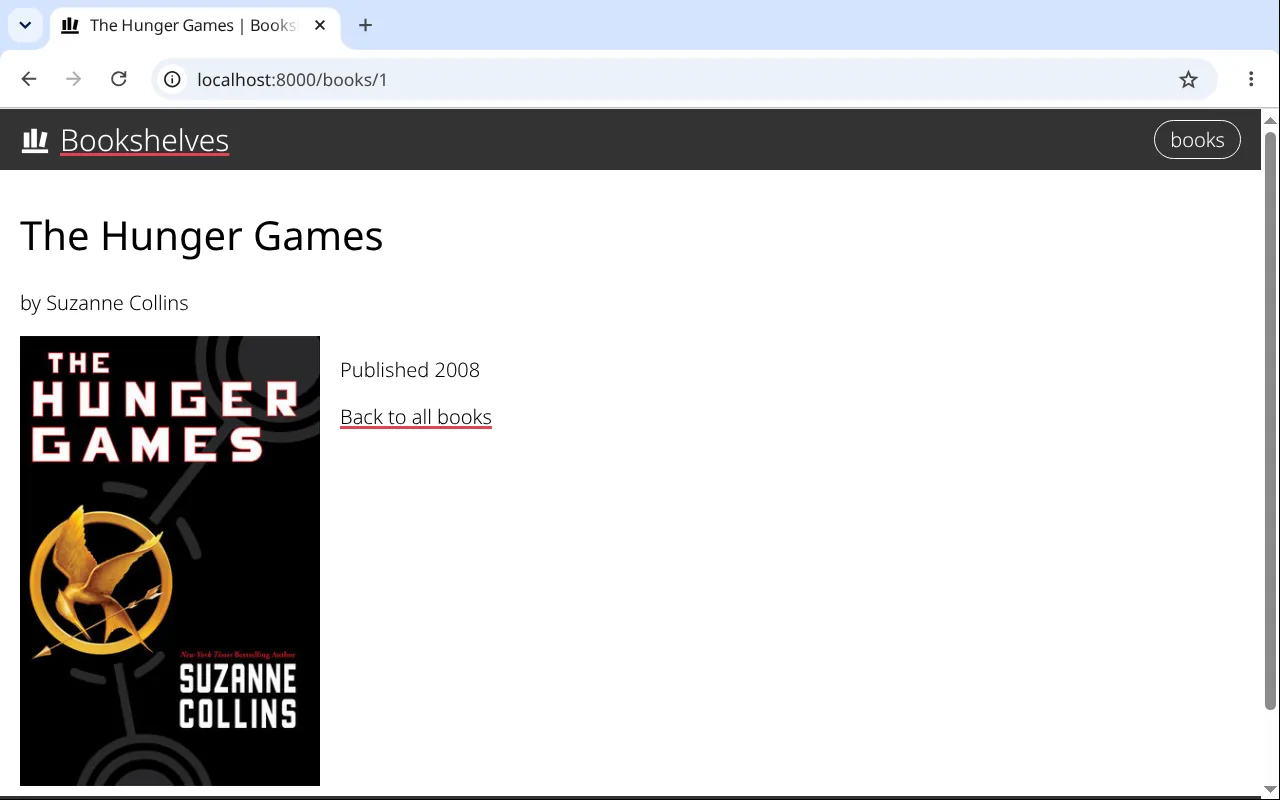 The Hunger Games | Books
localhost:8000/books/1
Bookshelves
books
The Hunger Games
by Suzanne Collins
THE
HUNGER
GAMES
New York Times Bestselling Author
SUZANNE
COLLINS
Published 2008
Back to all books